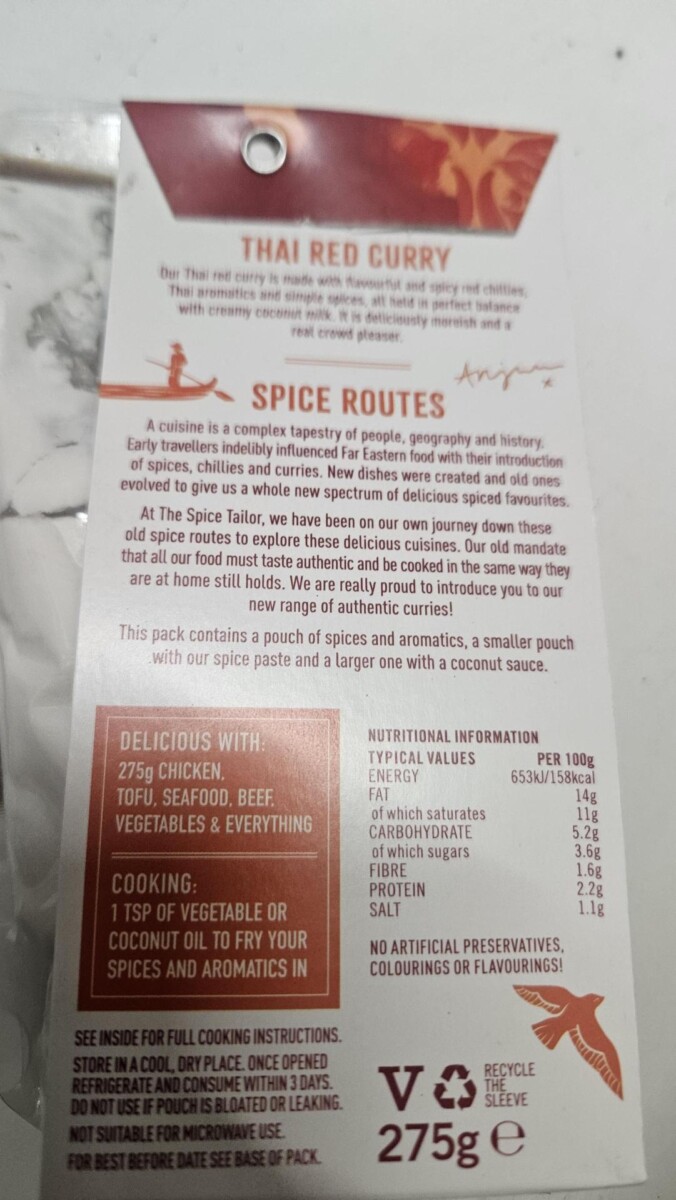 THAI RED CURRY
Our Thai red curry is made with flavourful and spicy red chillies,
Thai aromatics and simple spices, all held in perfect balance
with creamy coconut milk. It is deliciously moreish and a
real crowd pleaser.
Anjum x
SPICE ROUTES
A cuisine is a complex tapestry of people, geography and history.
Early travellers indelibly influenced Far Eastern food with their introduction
of spices, chillies and curries. New dishes were created and old ones
evolved to give us a whole new spectrum of delicious spiced favourites.
At The Spice Tailor, we have been on our own journey down these
old spice routes to explore these delicious cuisines. Our old mandate
that all our food must taste authentic and be cooked in the same way they
are at home still holds. We are really proud to introduce you to our
new range of authentic curries!
This pack contains a pouch of spices and aromatics, a smaller pouch
with our spice paste and a larger one with a coconut sauce.
DELICIOUS WITH:
275g CHICKEN,
TOFU, SEAFOOD, BEEF,
VEGETABLES & EVERYTHING
COOKING:
1 TSP OF VEGETABLE OR
COCONUT OIL TO FRY YOUR
SPICES AND AROMATICS IN
NUTRITIONAL INFORMATION
TYPICAL VALUES PER 100g
ENERGY 653kJ/158kcal
FAT 14g
of which saturates 11g
CARBOHYDRATE 5.2g
of which sugars 3.6g
FIBRE 1.6g
PROTEIN 2.2g
SALT 1.1g
NO ARTIFICIAL PRESERVATIVES,
COLOURINGS OR FLAVOURINGS!
SEE INSIDE FOR FULL COOKING INSTRUCTIONS.
STORE IN A COOL, DRY PLACE. ONCE OPENED
REFRIGERATE AND CONSUME WITHIN 3 DAYS.
DO NOT USE IF POUCH IS BLOATED OR LEAKING.
NOT SUITABLE FOR MICROWAVE USE.
FOR BEST BEFORE DATE SEE BASE OF PACK.
V
RECYCLE
THE
SLEEVE
275g e